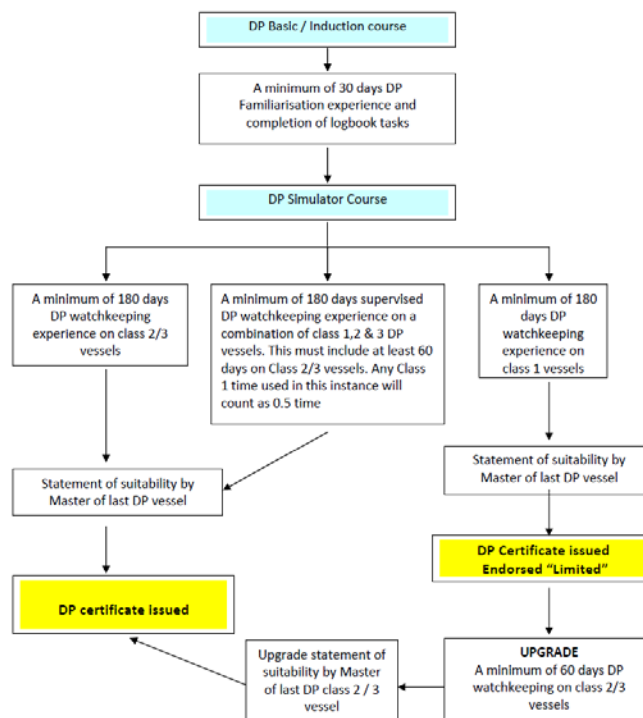 DP Basic / Induction course
A minimum of 30 days DP
Familiarisation experience and
completion of logbook tasks
DP Simulator Course
A minimum of 180 days
DP watchkeeping
experience on class 2/3
vessels
A minimum of 180 days supervised
DP watchkeeping experience on a
combination of class 1,2 & 3 DP
vessels. This must include at least 60
days on Class 2/3 vessels. Any Class
1 time used in this instance will
count as 0.5 time
A minimum of 180
days DP
watchkeeping
experience on
class 1 vessels
Statement of suitability by
Master of last DP vessel
Statement of suitability by
Master of last DP vessel
DP Certificate issued
Endorsed “Limited”
DP certificate issued
Upgrade statement of
suitability by Master
of last DP class 2 / 3
vessel
UPGRADE
A minimum of 60 days DP
watchkeeping on class 2/3
vessels